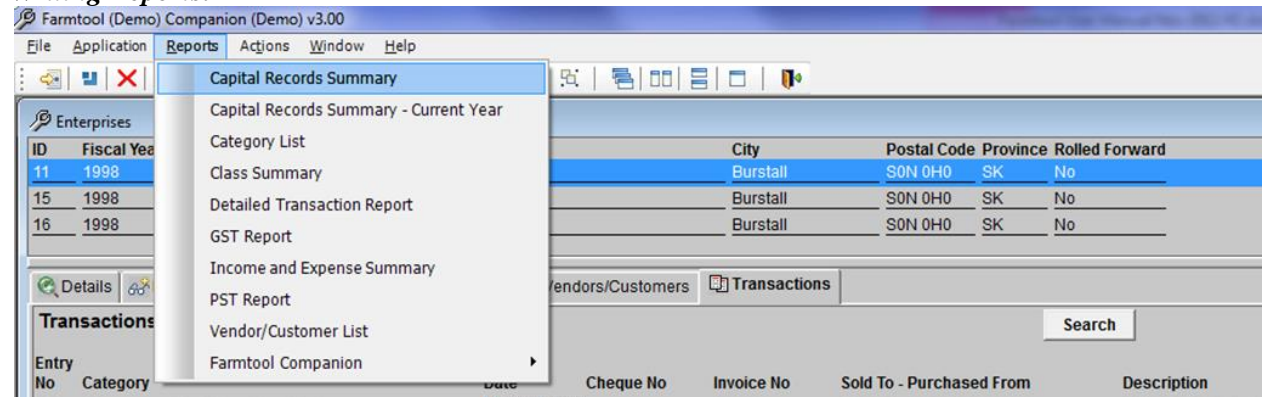 Farmtool (Demo) Companion (Demo) v3.00
File Application Reports Actions Window Help
Capital Records Summary
Capital Records Summary - Current Year
Category List
Class Summary
Detailed Transaction Report
GST Report
Income and Expense Summary
PST Report
Vendor/Customer List
Farmtool Companion
Enterprises
ID Fiscal Yea City Postal Code Province Rolled Forward
11 1998 Burstall S0N 0H0 SK No
15 1998 Burstall S0N 0H0 SK No
16 1998 Burstall S0N 0H0 SK No
Details /endors/Customers Transactions
Transactions Search
Entry
No Category Date Cheque No Invoice No Sold To - Purchased From Description